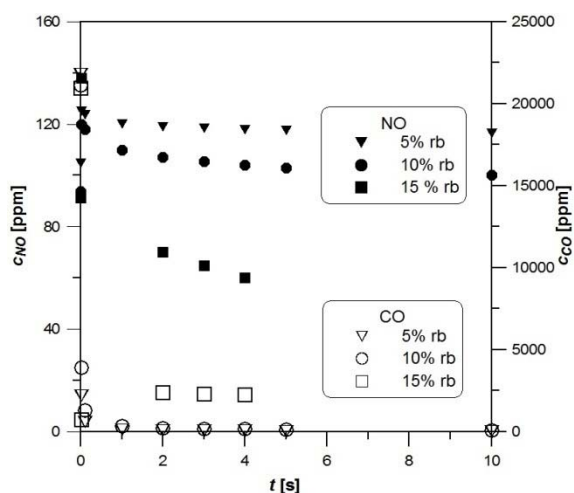 160
120
80
40
0
c_NO [ppm]
25000
20000
15000
10000
5000
0
c_CO [ppm]
NO
5% rb
10% rb
15 % rb
CO
5% rb
10% rb
15% rb
0 2 4 6 8 10
t [s]